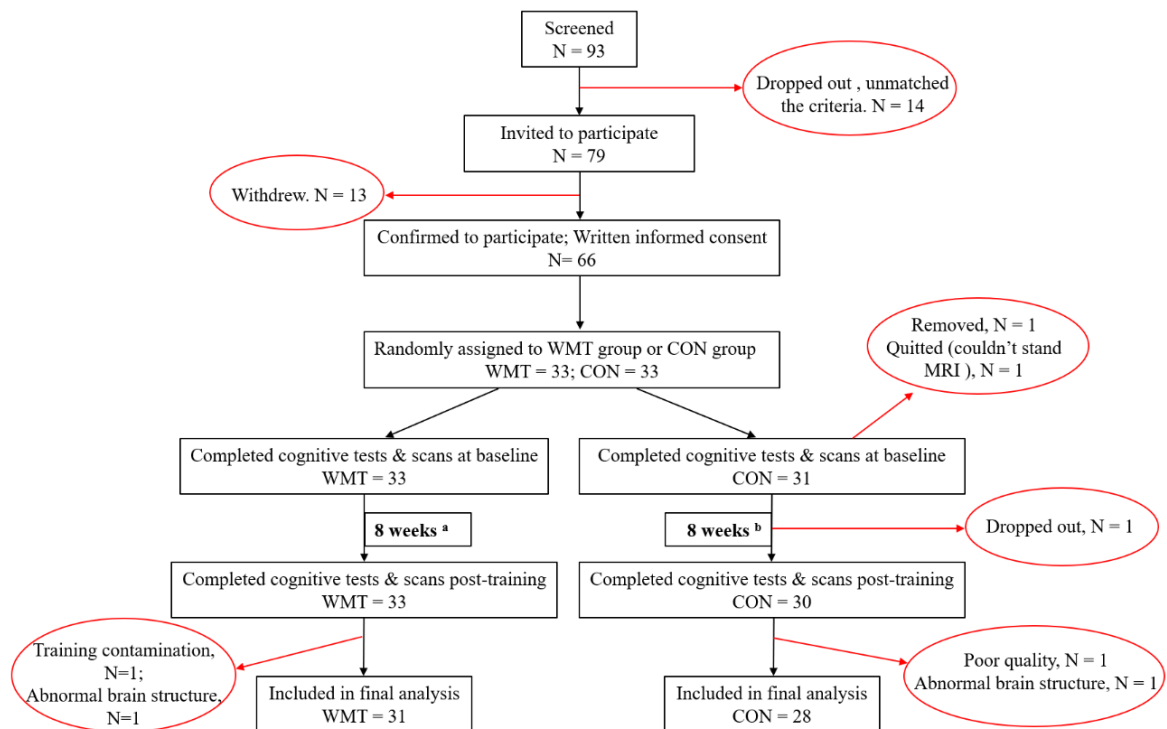 Screened
N = 93
Dropped out , unmatched
the criteria. N = 14
Invited to participate
N = 79
Withdrew. N = 13
Confirmed to participate; Written informed consent
N= 66
Removed, N = 1
Quitted (couldn't stand
MRI ), N = 1
Randomly assigned to WMT group or CON group
WMT = 33; CON = 33
Completed cognitive tests & scans at baseline
WMT = 33
Completed cognitive tests & scans at baseline
CON = 31
8 weeks a
8 weeks b
Dropped out, N = 1
Completed cognitive tests & scans post-training
WMT = 33
Completed cognitive tests & scans post-training
CON = 30
Training contamination,
N=1;
Abnormal brain structure,
N=1
Poor quality, N = 1
Abnormal brain structure, N = 1
Included in final analysis
WMT = 31
Included in final analysis
CON = 28